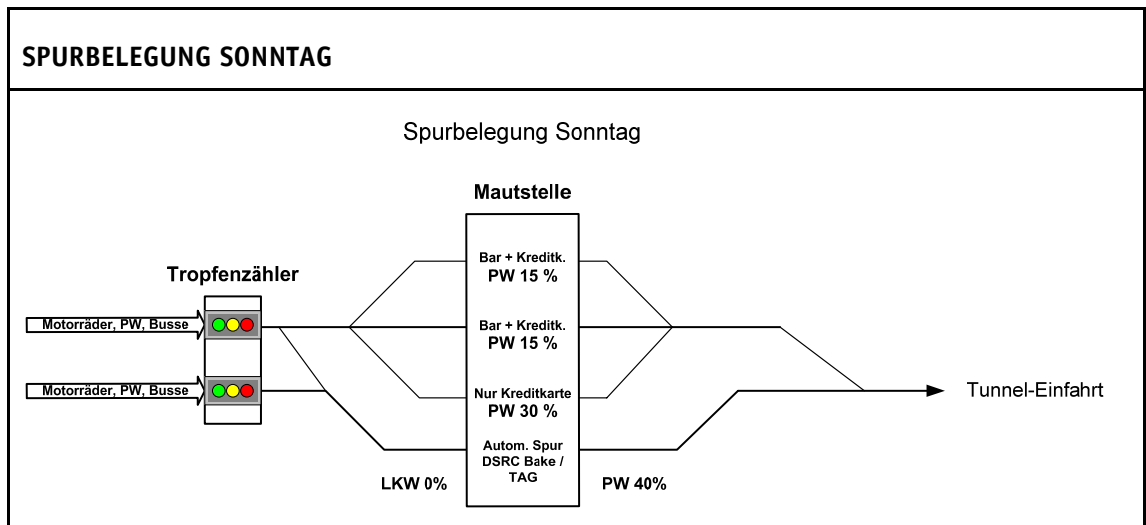 SPURBELEGUNG SONNTAG
Spurbelegung Sonntag
Mautstelle
Tropfenzähler
Motorräder, PW, Busse
Motorräder, PW, Busse
Bar + Kreditk.
PW 15 %
Bar + Kreditk.
PW 15 %
Nur Kreditkarte
PW 30 %
Autom. Spur
DSRC Bake /
TAG
LKW 0%
PW 40%
Tunnel-Einfahrt